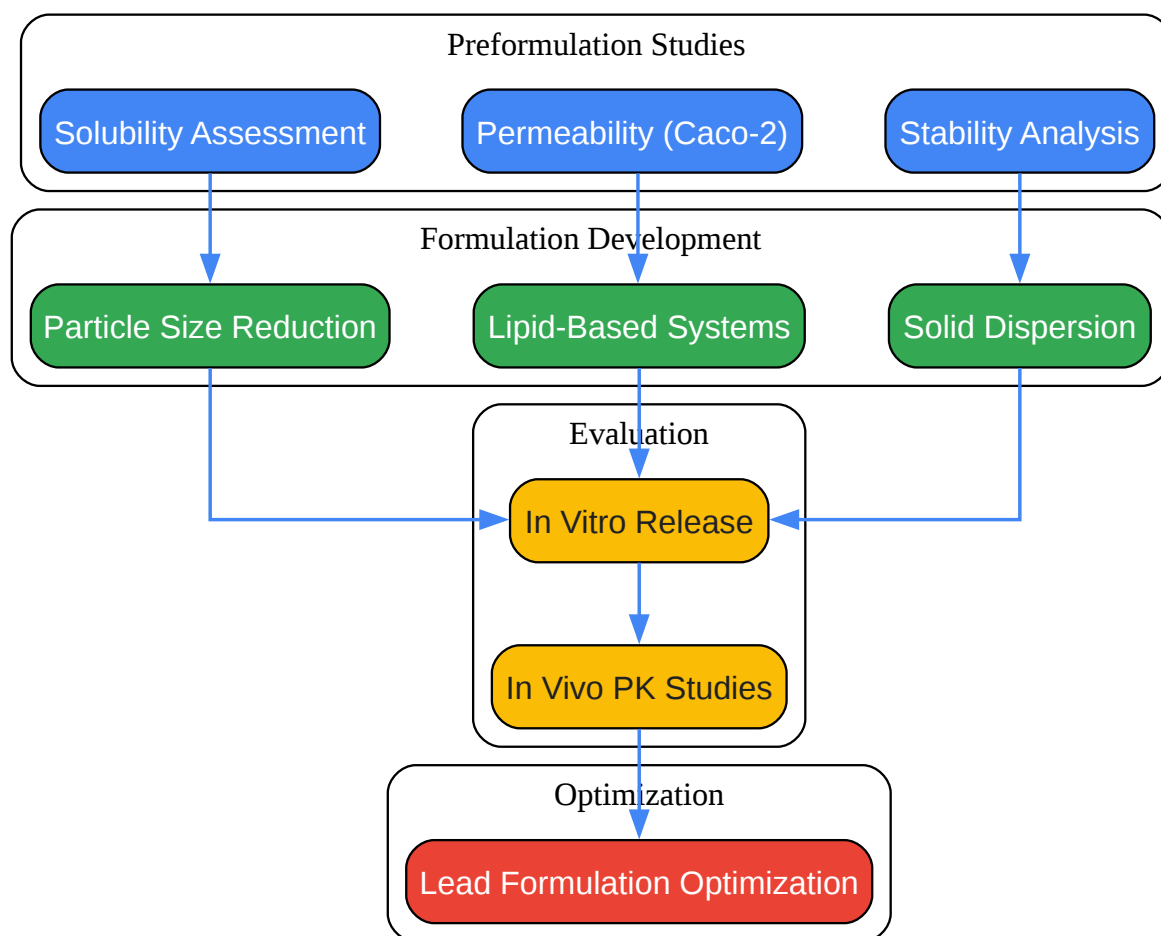 Preformulation Studies
Solubility Assessment
Permeability (Caco-2)
Stability Analysis
Formulation Development
Particle Size Reduction
Lipid-Based Systems
Solid Dispersion
Evaluation
In Vitro Release
In Vivo PK Studies
Optimization
Lead Formulation Optimization